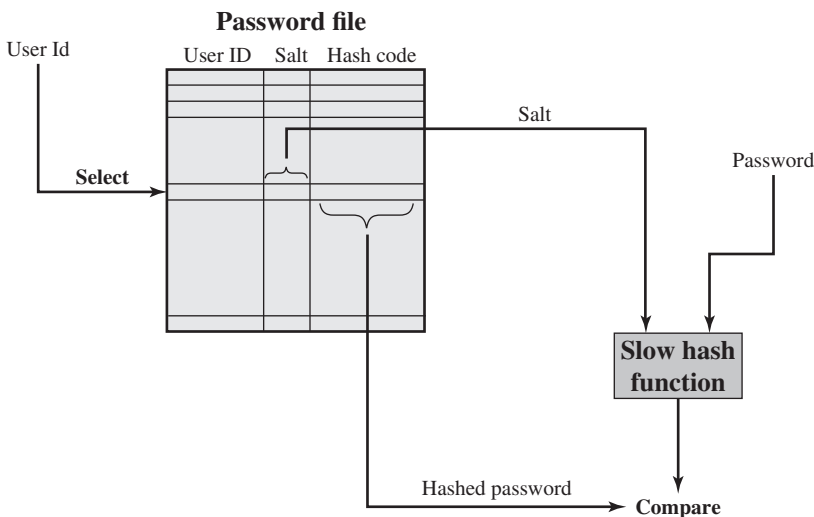 Password file
User Id
User ID Salt Hash code
Salt
Password
Select
Slow hash
function
Hashed password
Compare